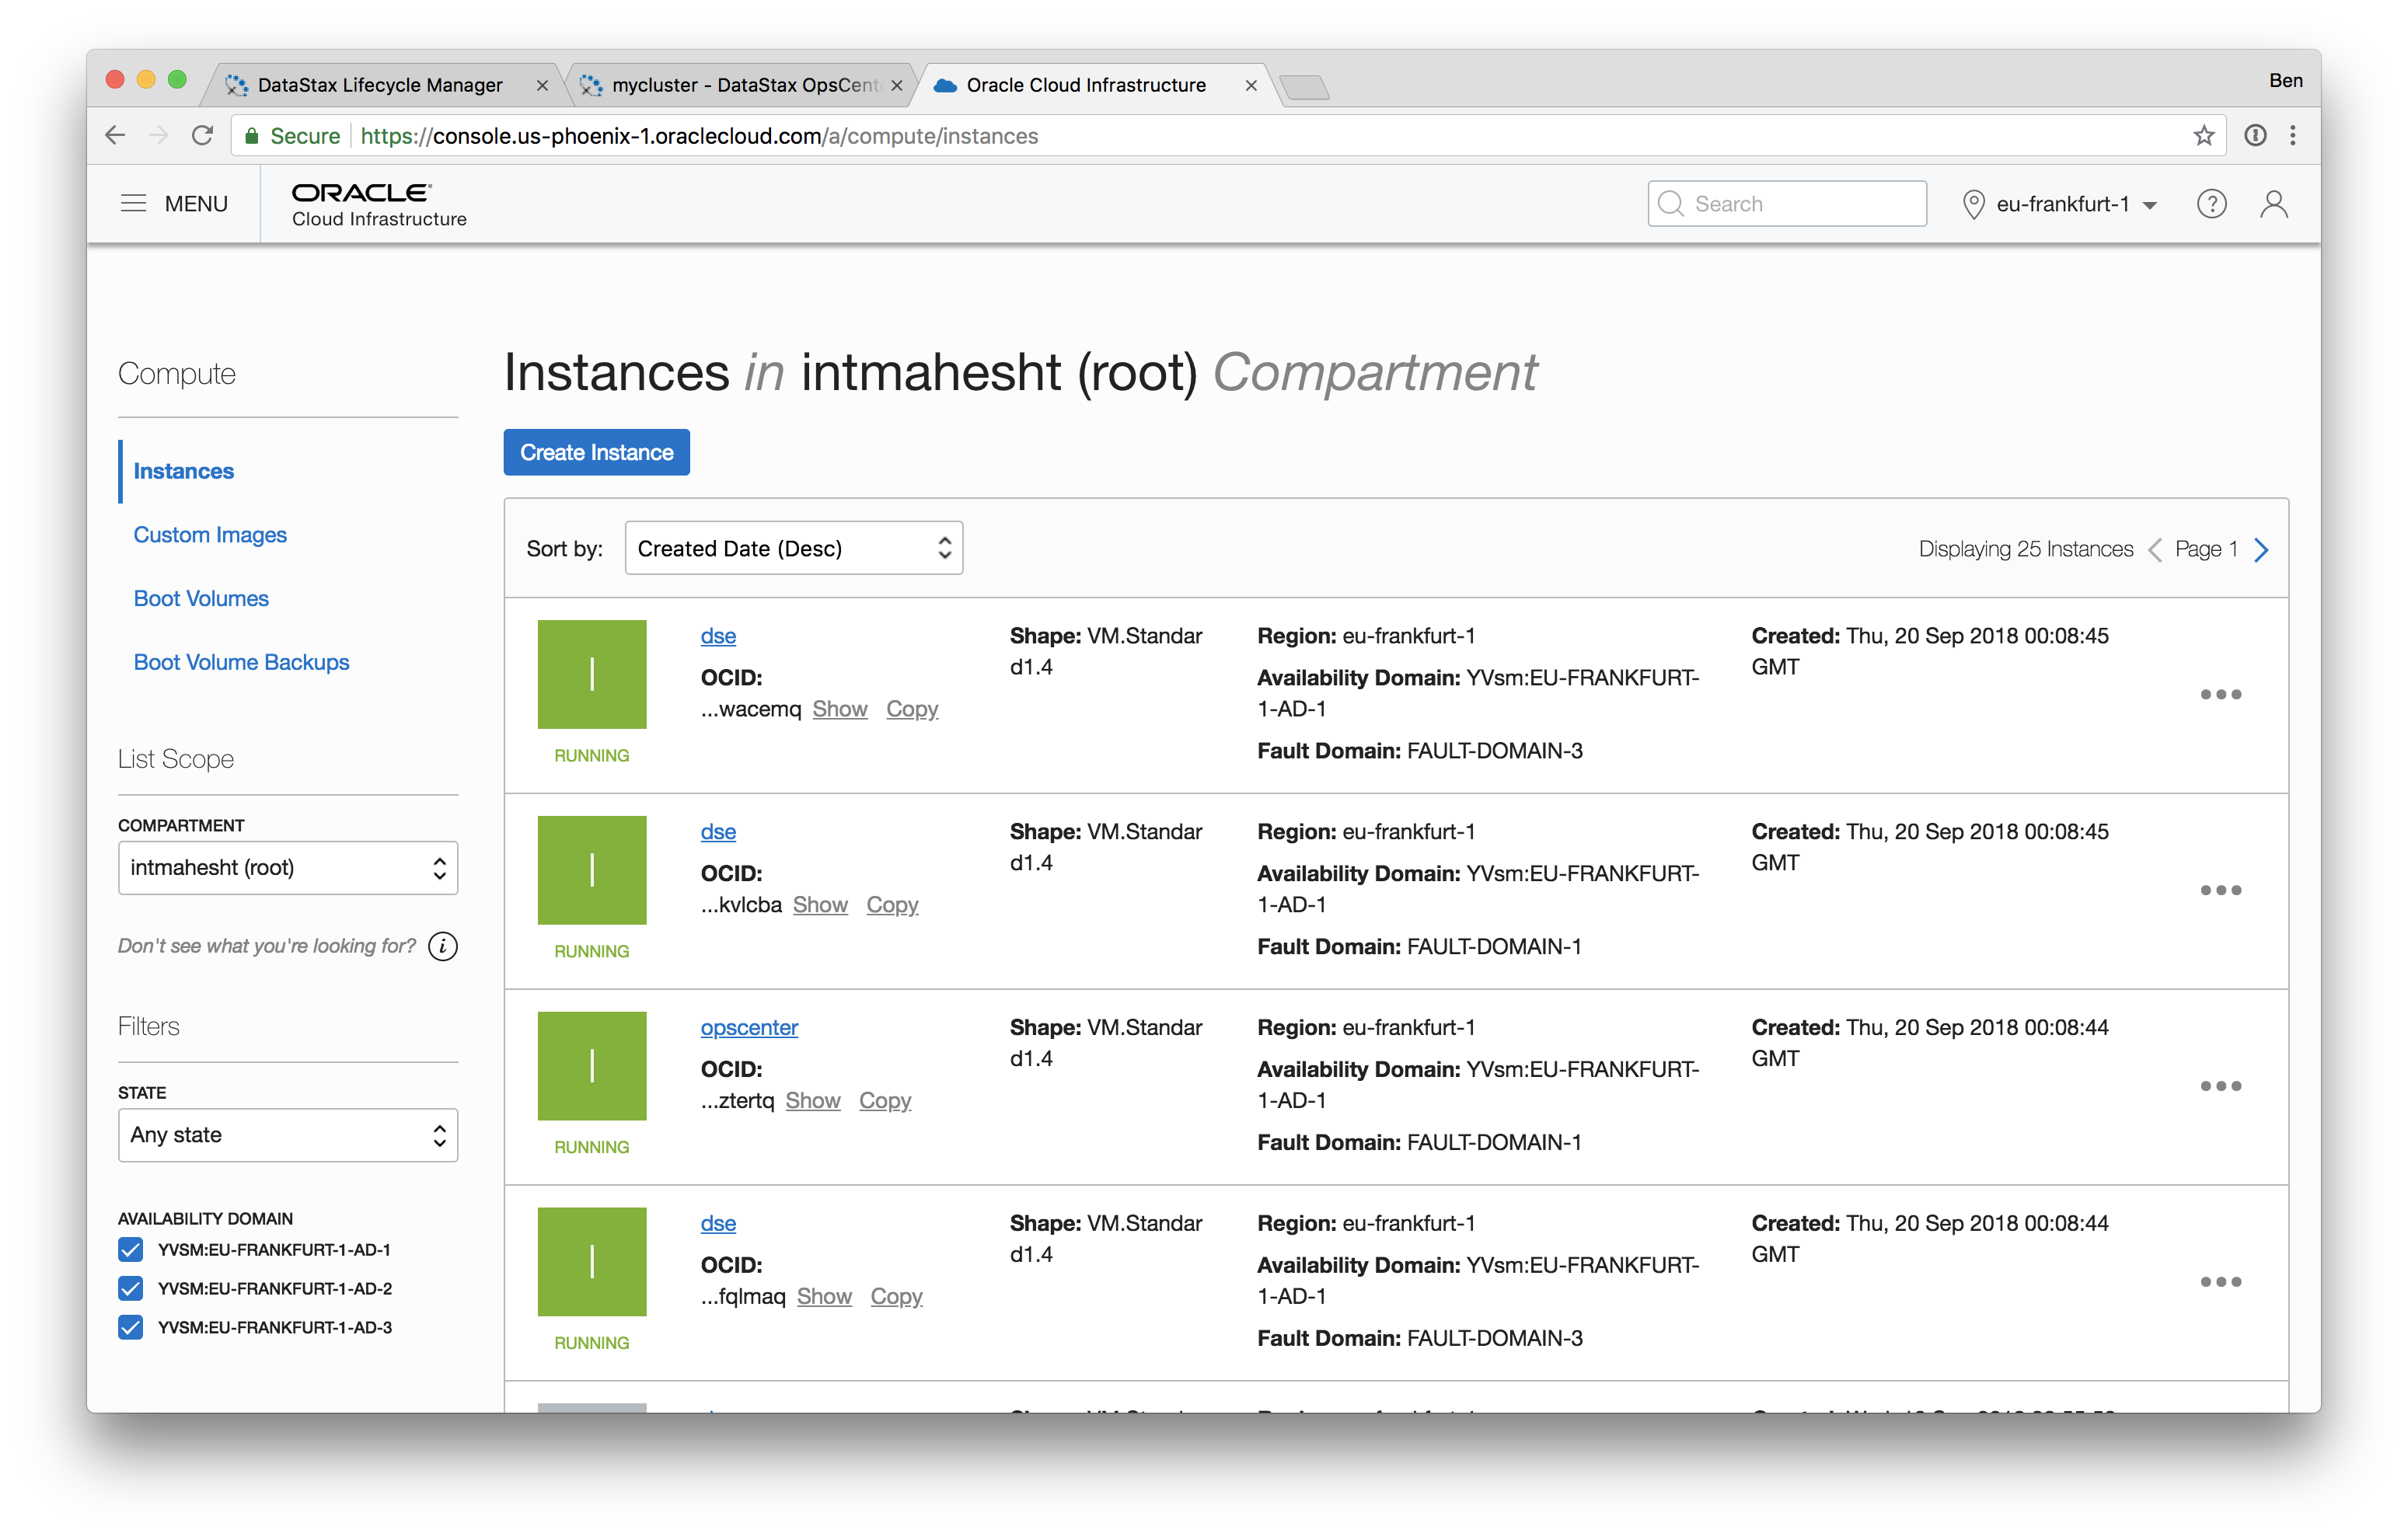 DataStax Lifecycle Manager
mycluster - DataStax OpsCent
Oracle Cloud Infrastructure
Ben
Secure https://console.us-phoenix-1.oraclecloud.com/a/compute/instances
MENU
ORACLE
Cloud Infrastructure
Search
eu-frankfurt-1
Compute
Instances
Custom Images
Boot Volumes
Boot Volume Backups
List Scope
COMPARTMENT
intmahesht (root)
Don't see what you're looking for?
Filters
STATE
Any state
AVAILABILITY DOMAIN
YVSM:EU-FRANKFURT-1-AD-1
YVSM:EU-FRANKFURT-1-AD-2
YVSM:EU-FRANKFURT-1-AD-3
Instances in intmahesht (root) Compartment
Create Instance
Sort by: Created Date (Desc)
Displaying 25 Instances Page 1
I
RUNNING
dse
OCID:
...wacemq Show Copy
Shape: VM.Standar
d1.4
Region: eu-frankfurt-1
Availability Domain: YVsm:EU-FRANKFURT-
1-AD-1
Fault Domain: FAULT-DOMAIN-3
Created: Thu, 20 Sep 2018 00:08:45
GMT
I
RUNNING
dse
OCID:
...kvlcba Show Copy
Shape: VM.Standar
d1.4
Region: eu-frankfurt-1
Availability Domain: YVsm:EU-FRANKFURT-
1-AD-1
Fault Domain: FAULT-DOMAIN-1
Created: Thu, 20 Sep 2018 00:08:45
GMT
I
RUNNING
opscenter
OCID:
...ztertq Show Copy
Shape: VM.Standar
d1.4
Region: eu-frankfurt-1
Availability Domain: YVsm:EU-FRANKFURT-
1-AD-1
Fault Domain: FAULT-DOMAIN-1
Created: Thu, 20 Sep 2018 00:08:44
GMT
I
RUNNING
dse
OCID:
...fqlmaq Show Copy
Shape: VM.Standar
d1.4
Region: eu-frankfurt-1
Availability Domain: YVsm:EU-FRANKFURT-
1-AD-1
Fault Domain: FAULT-DOMAIN-3
Created: Thu, 20 Sep 2018 00:08:44
GMT